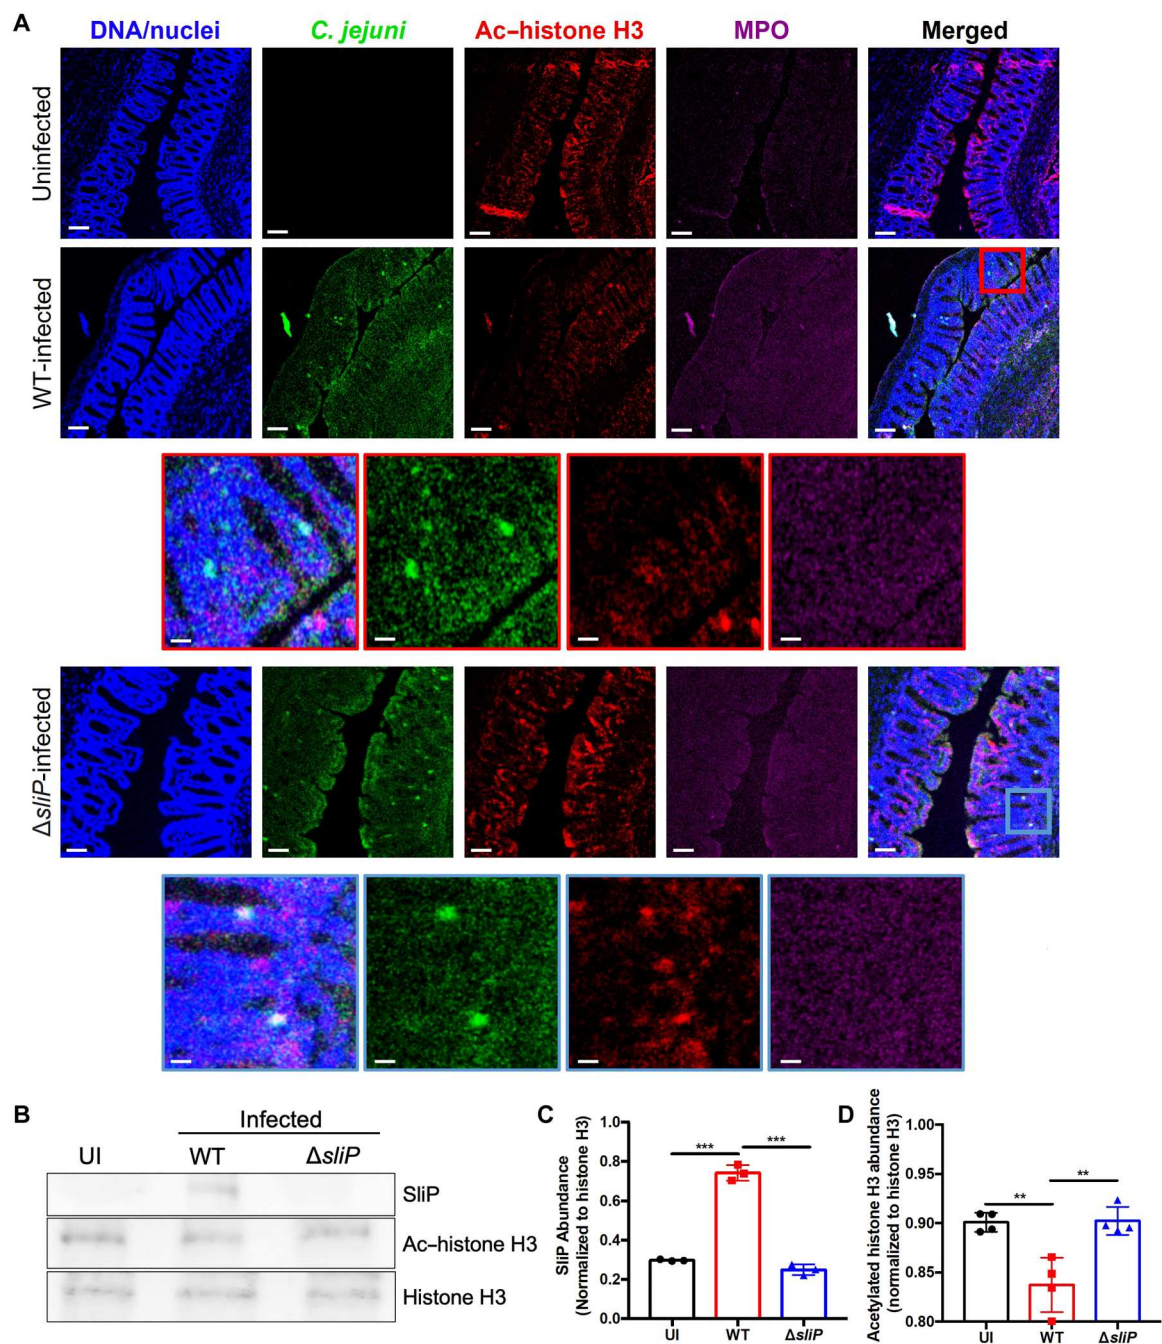 A
DNA/nuclei C. jejuni Ac–histone H3 MPO Merged
Uninfected
WT-infected
ΔsliP-infected
B
Infected
UI WT ΔsliP
SliP
Ac–histone H3
Histone H3
C
SliP Abundance
(Normalized to histone H3)
1.0
0.8
0.6
0.4
0.2
0.0
*** ***
UI WT ΔsliP
D
Acetylated histone H3 abundance
(normalized to histone H3)
1.00
0.95
0.90
0.85
0.80
**
**
UI WT ΔsliP